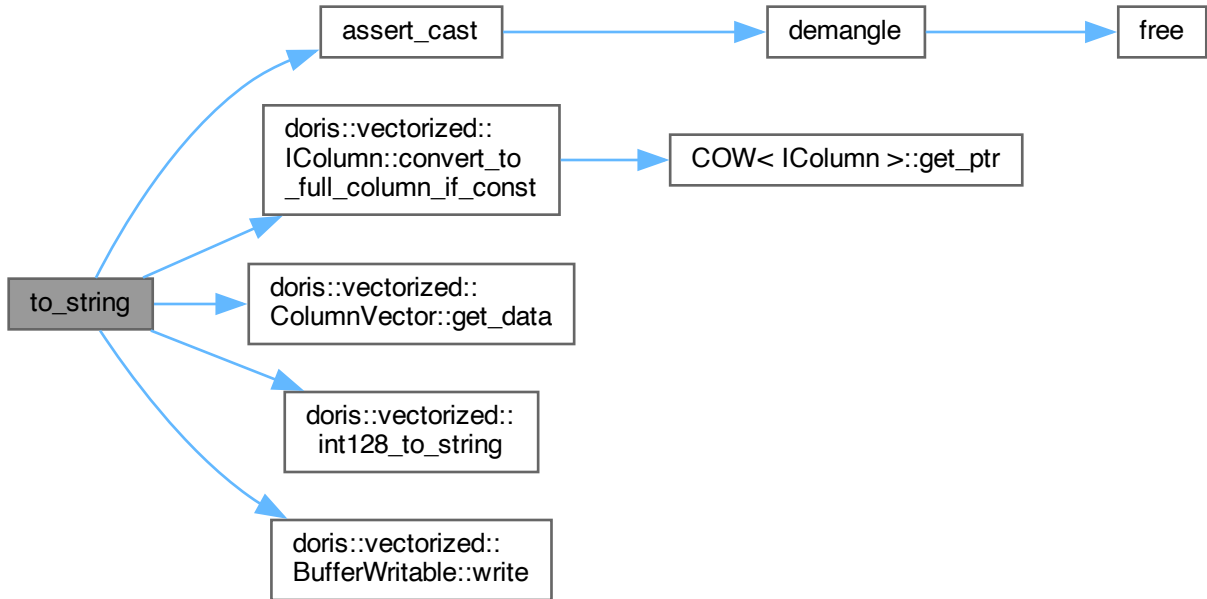 assert_cast
demangle
free
doris::vectorized::
IColumn::convert_to
_full_column_if_const
COW< IColumn >::get_ptr
to_string
doris::vectorized::
ColumnVector::get_data
doris::vectorized::
int128_to_string
doris::vectorized::
BufferWritable::write